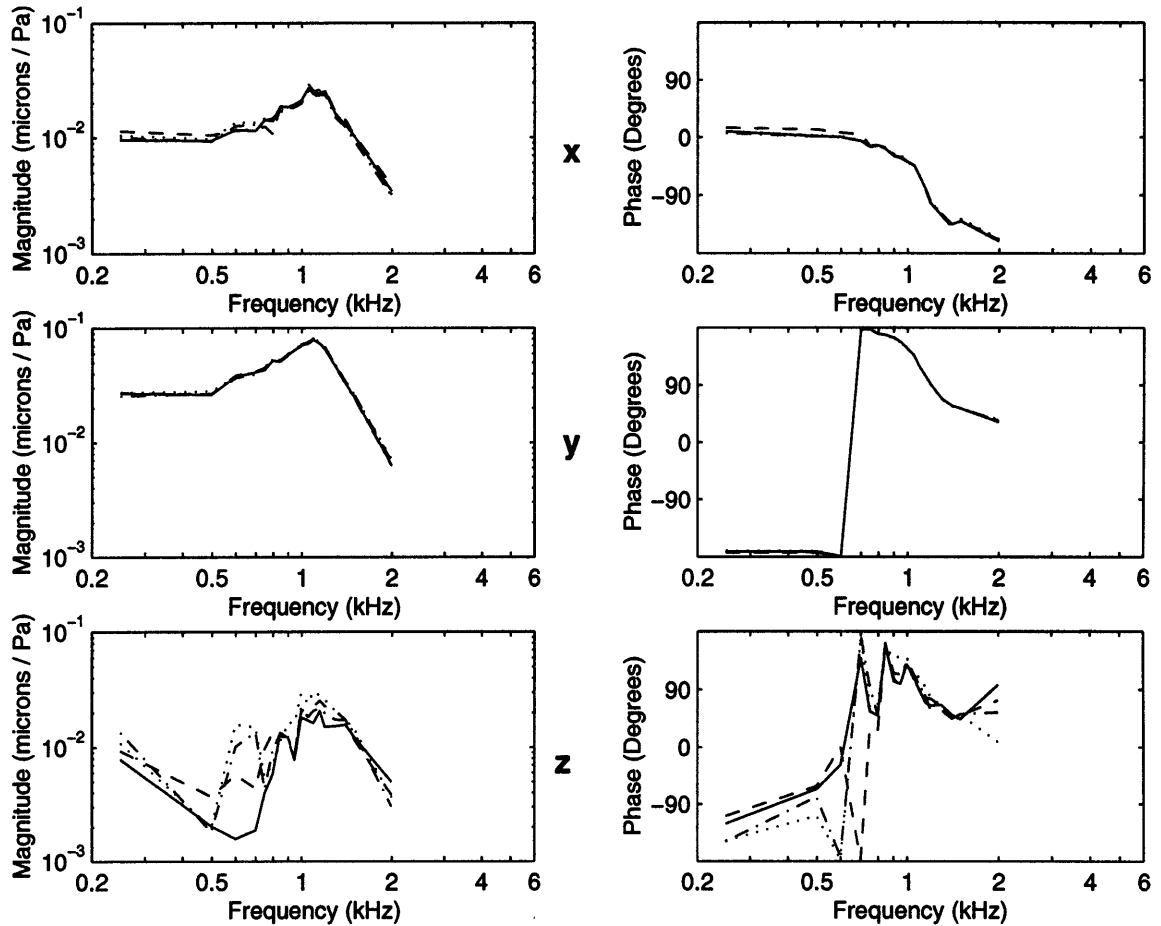 Magnitude (microns / Pa)
10⁻¹
10⁻²
10⁻³
0.2 0.5 1 2 4 6
Frequency (kHz)
x
Phase (Degrees)
90
0
−90
0.2 0.5 1 2 4 6
Frequency (kHz)
Magnitude (microns / Pa)
10⁻¹
10⁻²
10⁻³
0.2 0.5 1 2 4 6
Frequency (kHz)
y
Phase (Degrees)
90
0
−90
0.2 0.5 1 2 4 6
Frequency (kHz)
Magnitude (microns / Pa)
10⁻¹
10⁻²
10⁻³
0.2 0.5 1 2 4 6
Frequency (kHz)
z
Phase (Degrees)
90
0
−90
0.2 0.5 1 2 4 6
Frequency (kHz)